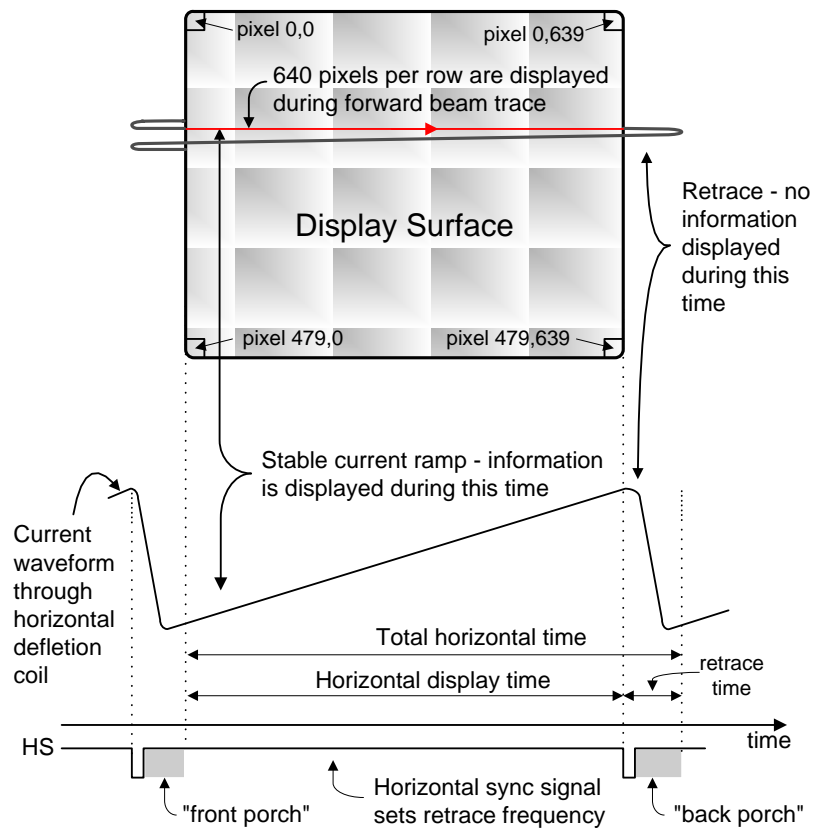 pixel 0,0
pixel 0,639
640 pixels per row are displayed
during forward beam trace
Display Surface
Retrace - no
information
displayed
during this
time
pixel 479,0
pixel 479,639
Stable current ramp - information
is displayed during this time
Current
waveform
through
horizontal
defletion
coil
Total horizontal time
Horizontal display time
retrace
time
time
HS
"front porch"
Horizontal sync signal
sets retrace frequency
"back porch"